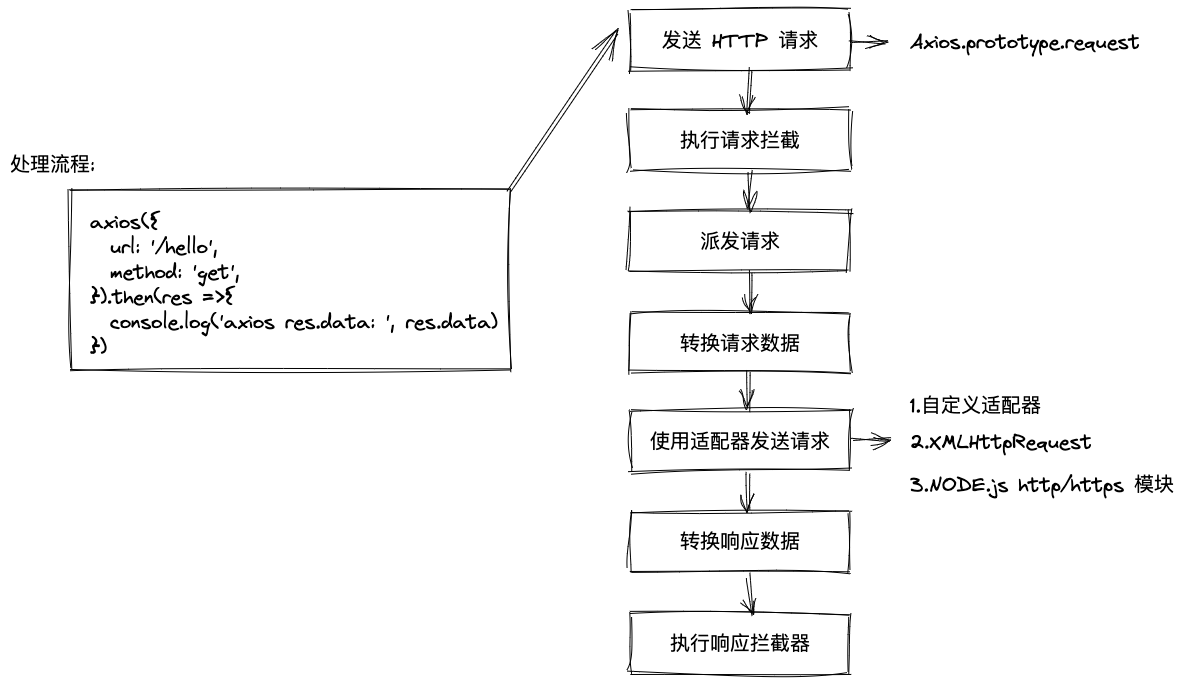 处理流程:
axios({
url: '/hello',
method: 'get',
}).then(res =>{
console.log('axios res.data: ', res.data)
})
发送 HTTP 请求
Axios.prototype.request
执行请求拦截
派发请求
转换请求数据
使用适配器发送请求
1.自定义适配器
2.XMLHttpRequest
3.NODE.js http/https 模块
转换响应数据
执行响应拦截器